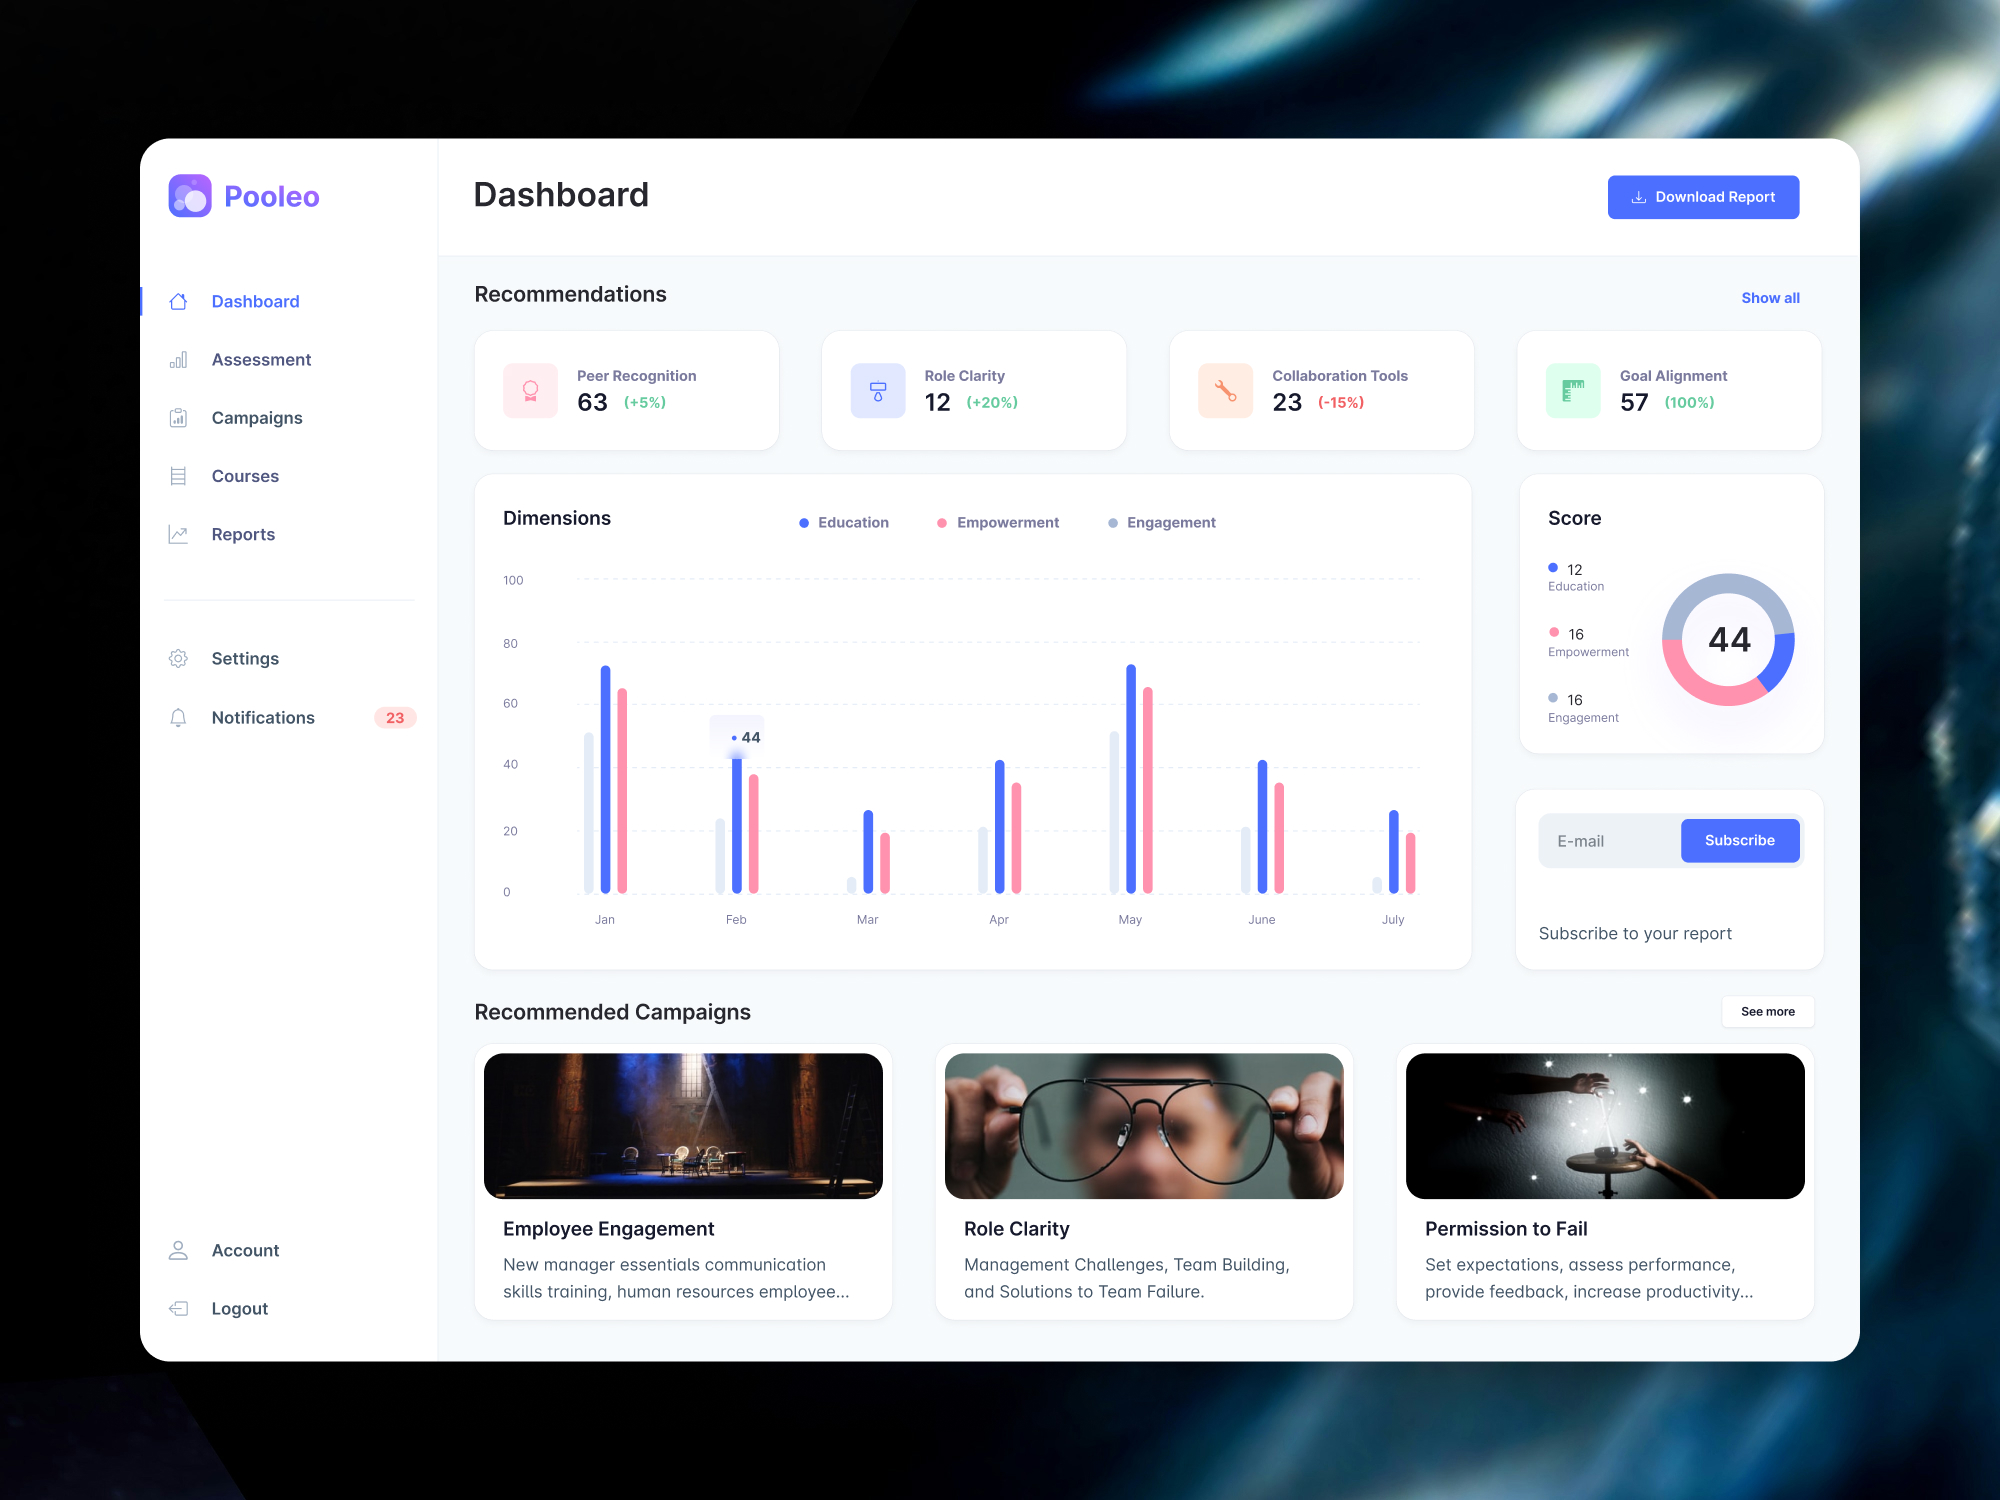 Pooleo
Dashboard
Assessment
Campaigns
Courses
Reports
Settings
Notifications 23
Account
Logout
Dashboard
Download Report
Recommendations
Show all
Peer Recognition
63 (+5%)
Role Clarity
12 (+20%)
Collaboration Tools
23 (-15%)
Goal Alignment
57 (100%)
Dimensions
Education Empowerment Engagement
100
80
60
40
20
0
44
Jan Feb Mar Apr May June July
Score
12
Education
16
Empowerment
16
Engagement
44
E-mail
Subscribe
Subscribe to your report
Recommended Campaigns
See more
Employee Engagement
New manager essentials communication
skills training, human resources employee...
Role Clarity
Management Challenges, Team Building,
and Solutions to Team Failure.
Permission to Fail
Set expectations, assess performance,
provide feedback, increase productivity...